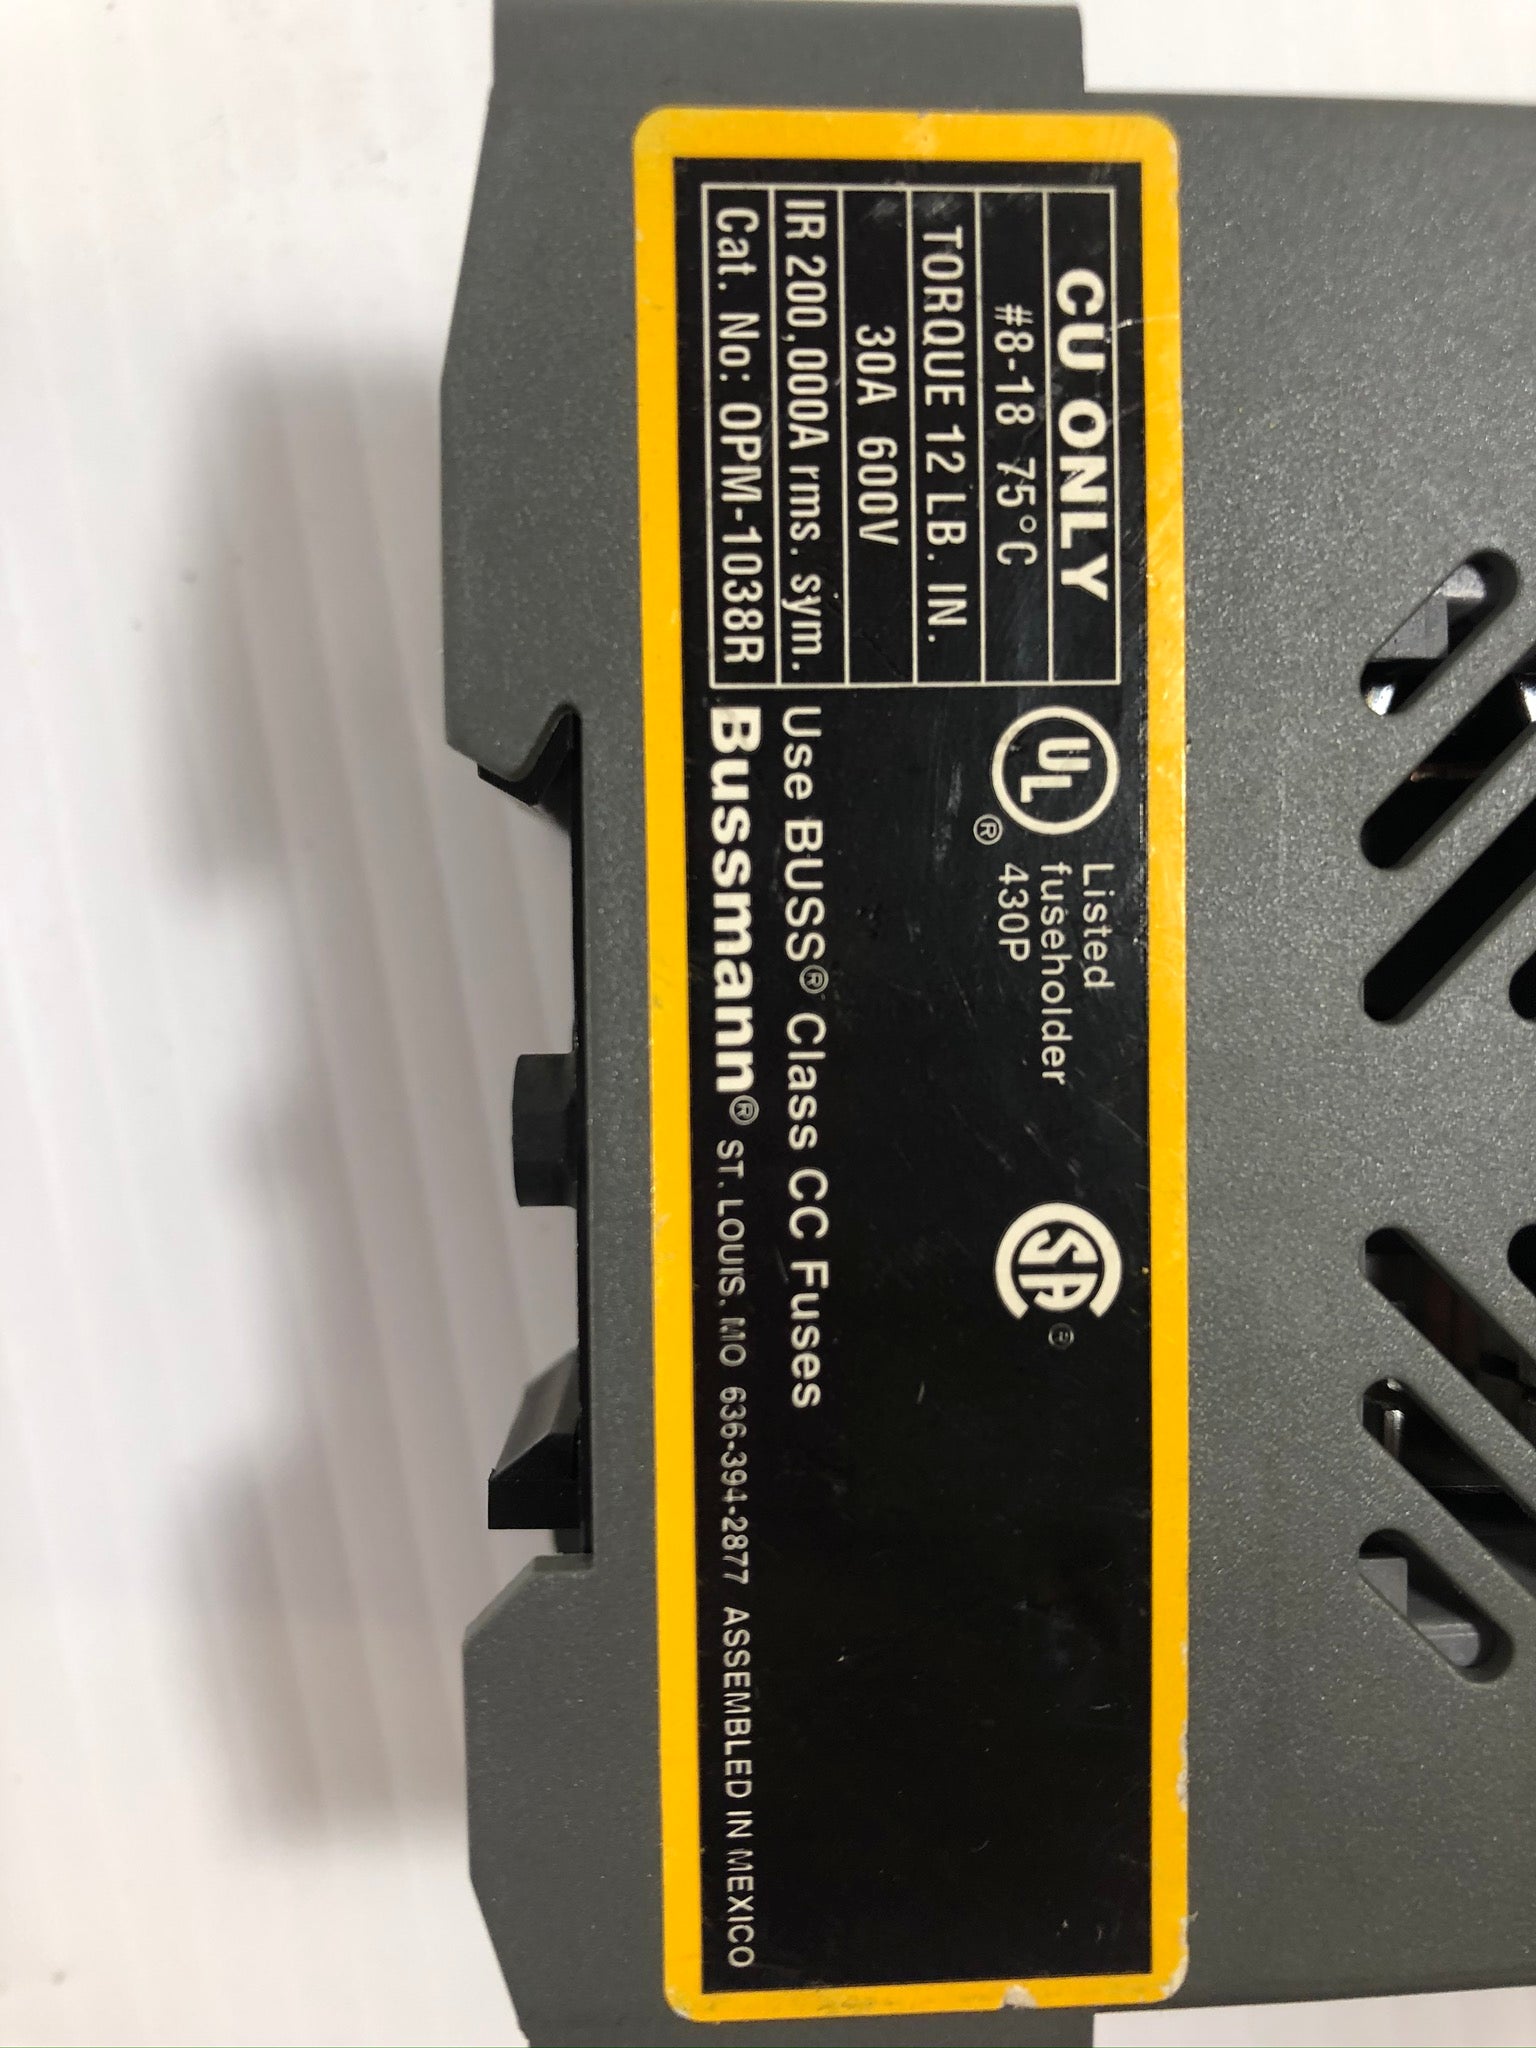 CU ONLY
#8-18 75°C
TORQUE 12 LB. IN.
30A 600V
IR 200,000A rms. sym.
Cat. No: OPM-1038R
UL®
Listed
fuseholder
430P
SA®
Use BUSS® Class CC Fuses
Bussmann® ST. LOUIS, MO 636-394-2877 ASSEMBLED IN MEXICO